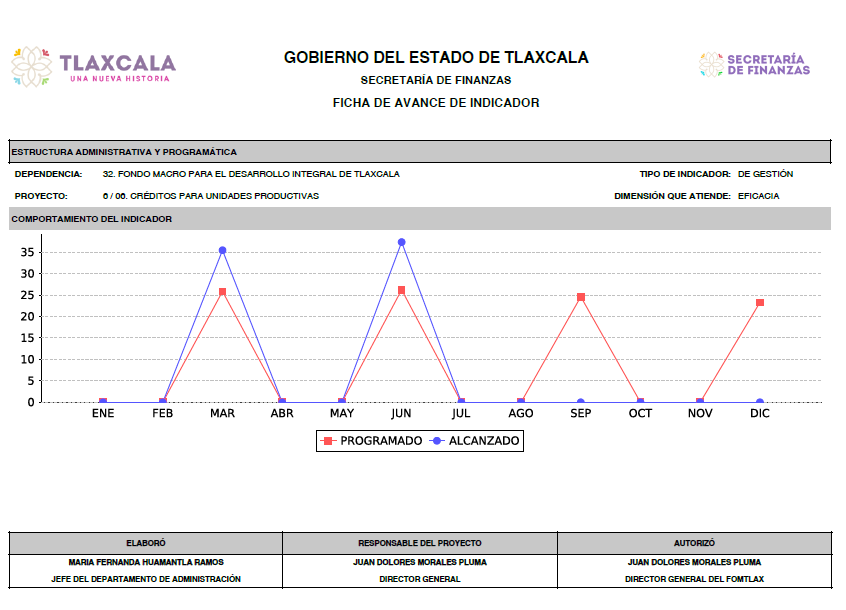 TLAXCALA
UNA NUEVA HISTORIA
GOBIERNO DEL ESTADO DE TLAXCALA
SECRETARÍA DE FINANZAS
FICHA DE AVANCE DE INDICADOR
SECRETARÍA
DE FINANZAS
ESTRUCTURA ADMINISTRATIVA Y PROGRAMÁTICA
DEPENDENCIA: 32. FONDO MACRO PARA EL DESARROLLO INTEGRAL DE TLAXCALA TIPO DE INDICADOR: DE GESTIÓN
PROYECTO: 6 / 06. CRÉDITOS PARA UNIDADES PRODUCTIVAS DIMENSIÓN QUE ATIENDE: EFICACIA
COMPORTAMIENTO DEL INDICADOR
35
30
25
20
15
10
5
0
ENE FEB MAR ABR MAY JUN JUL AGO SEP OCT NOV DIC
PROGRAMADO ALCANZADO
ELABORÓ RESPONSABLE DEL PROYECTO AUTORIZÓ
MARIA FERNANDA HUAMANTLA RAMOS JUAN DOLORES MORALES PLUMA JUAN DOLORES MORALES PLUMA
JEFE DEL DEPARTAMENTO DE ADMINISTRACIÓN DIRECTOR GENERAL DIRECTOR GENERAL DEL FOMTLAX